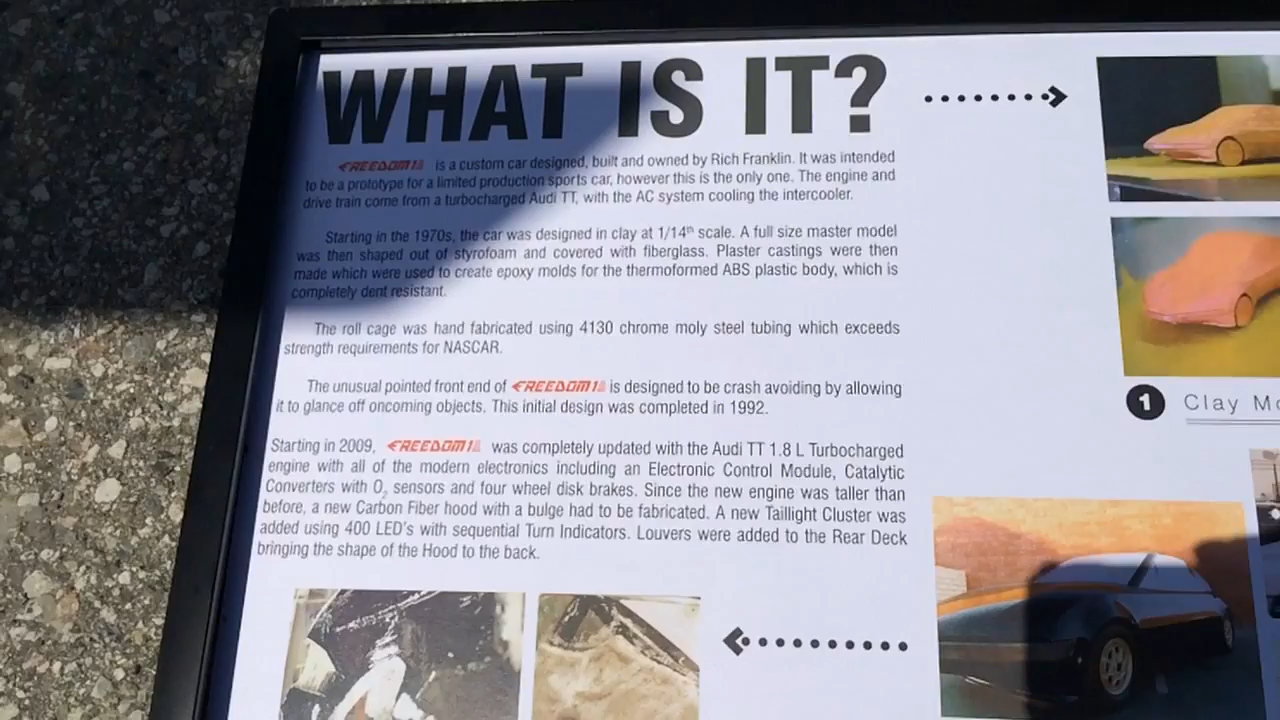 WHAT IS IT?
FREEDOM 1 is a custom car designed, built and owned by Rich Franklin. It was intended
to be a prototype for a limited production sports car, however this is the only one. The engine and
drive train come from a turbocharged Audi TT, with the AC system cooling the intercooler.
Starting in the 1970s, the car was designed in clay at 1/14th scale. A full size master model
was then shaped out of styrofoam and covered with fiberglass. Plaster castings were then
made which were used to create epoxy molds for the thermoformed ABS plastic body, which is
completely dent resistant.
The roll cage was hand fabricated using 4130 chrome moly steel tubing which exceeds
strength requirements for NASCAR.
The unusual pointed front end of FREEDOM 1 is designed to be crash avoiding by allowing
it to glance off oncoming objects. This initial design was completed in 1992.
Starting in 2009, FREEDOM 1 was completely updated with the Audi TT 1.8 L Turbocharged
engine with all of the modern electronics including an Electronic Control Module, Catalytic
Converters with O2 sensors and four wheel disk brakes. Since the new engine was taller than
before, a new Carbon Fiber hood with a bulge had to be fabricated. A new Taillight Cluster was
added using 400 LED's with sequential Turn Indicators. Louvers were added to the Rear Deck
bringing the shape of the Hood to the back.
1 Clay